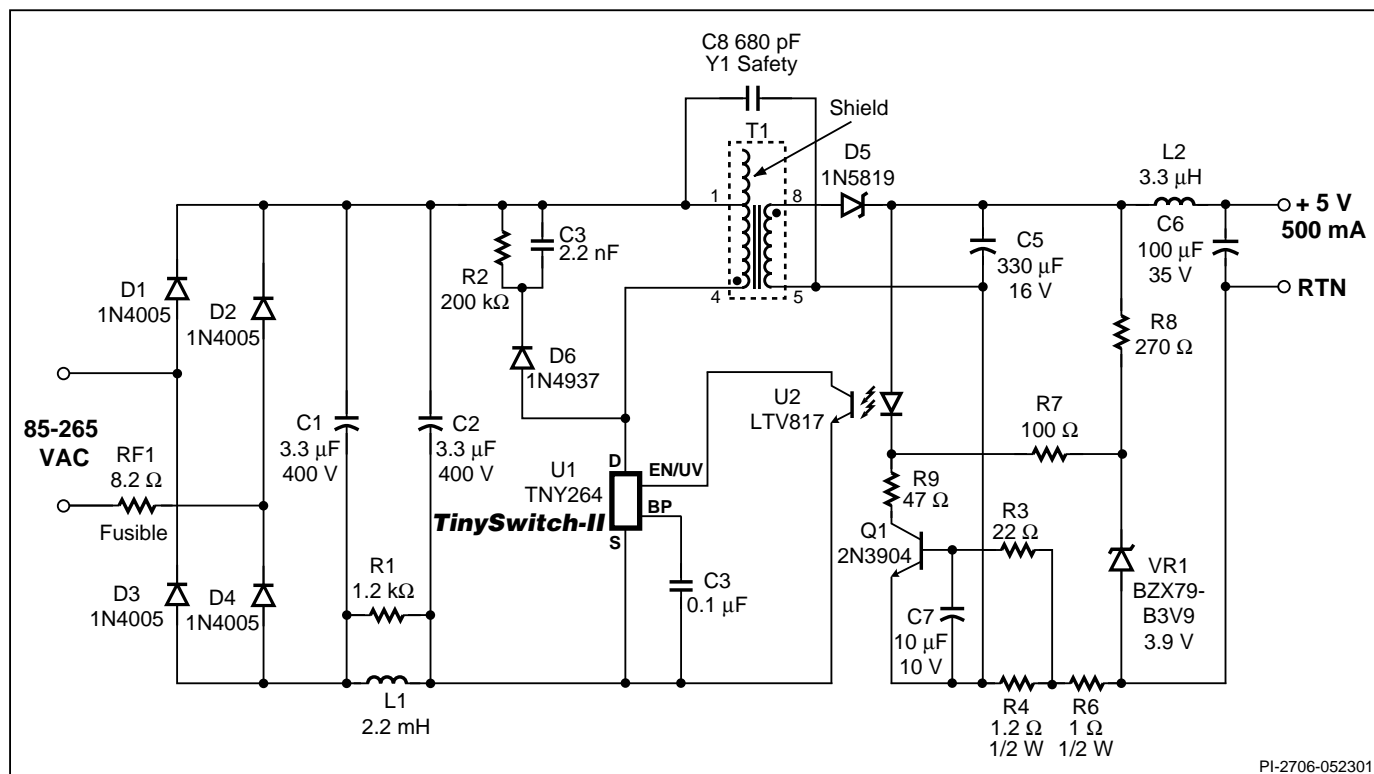 C8 680 pF
Y1 Safety
Shield
T1
D5
1N5819
L2
3.3 µH
1
8
+ 5 V
500 mA
C3
2.2 nF
C5
330 µF
16 V
C6
100 µF
35 V
R2
200 kΩ
4
5
RTN
D1
1N4005
D2
1N4005
R8
270 Ω
D6
1N4937
U2
LTV817
85-265
VAC
RF1
8.2 Ω
Fusible
C1
3.3 µF
400 V
C2
3.3 µF
400 V
R7
100 Ω
U1
TNY264
TinySwitch-II
D
EN/UV
BP
S
R9
47 Ω
Q1
2N3904
R3
22 Ω
VR1
BZX79-
B3V9
3.9 V
D3
1N4005
D4
1N4005
R1
1.2 kΩ
C3
0.1 µF
C7
10 µF
10 V
L1
2.2 mH
R4
1.2 Ω
1/2 W
R6
1 Ω
1/2 W
PI-2706-052301